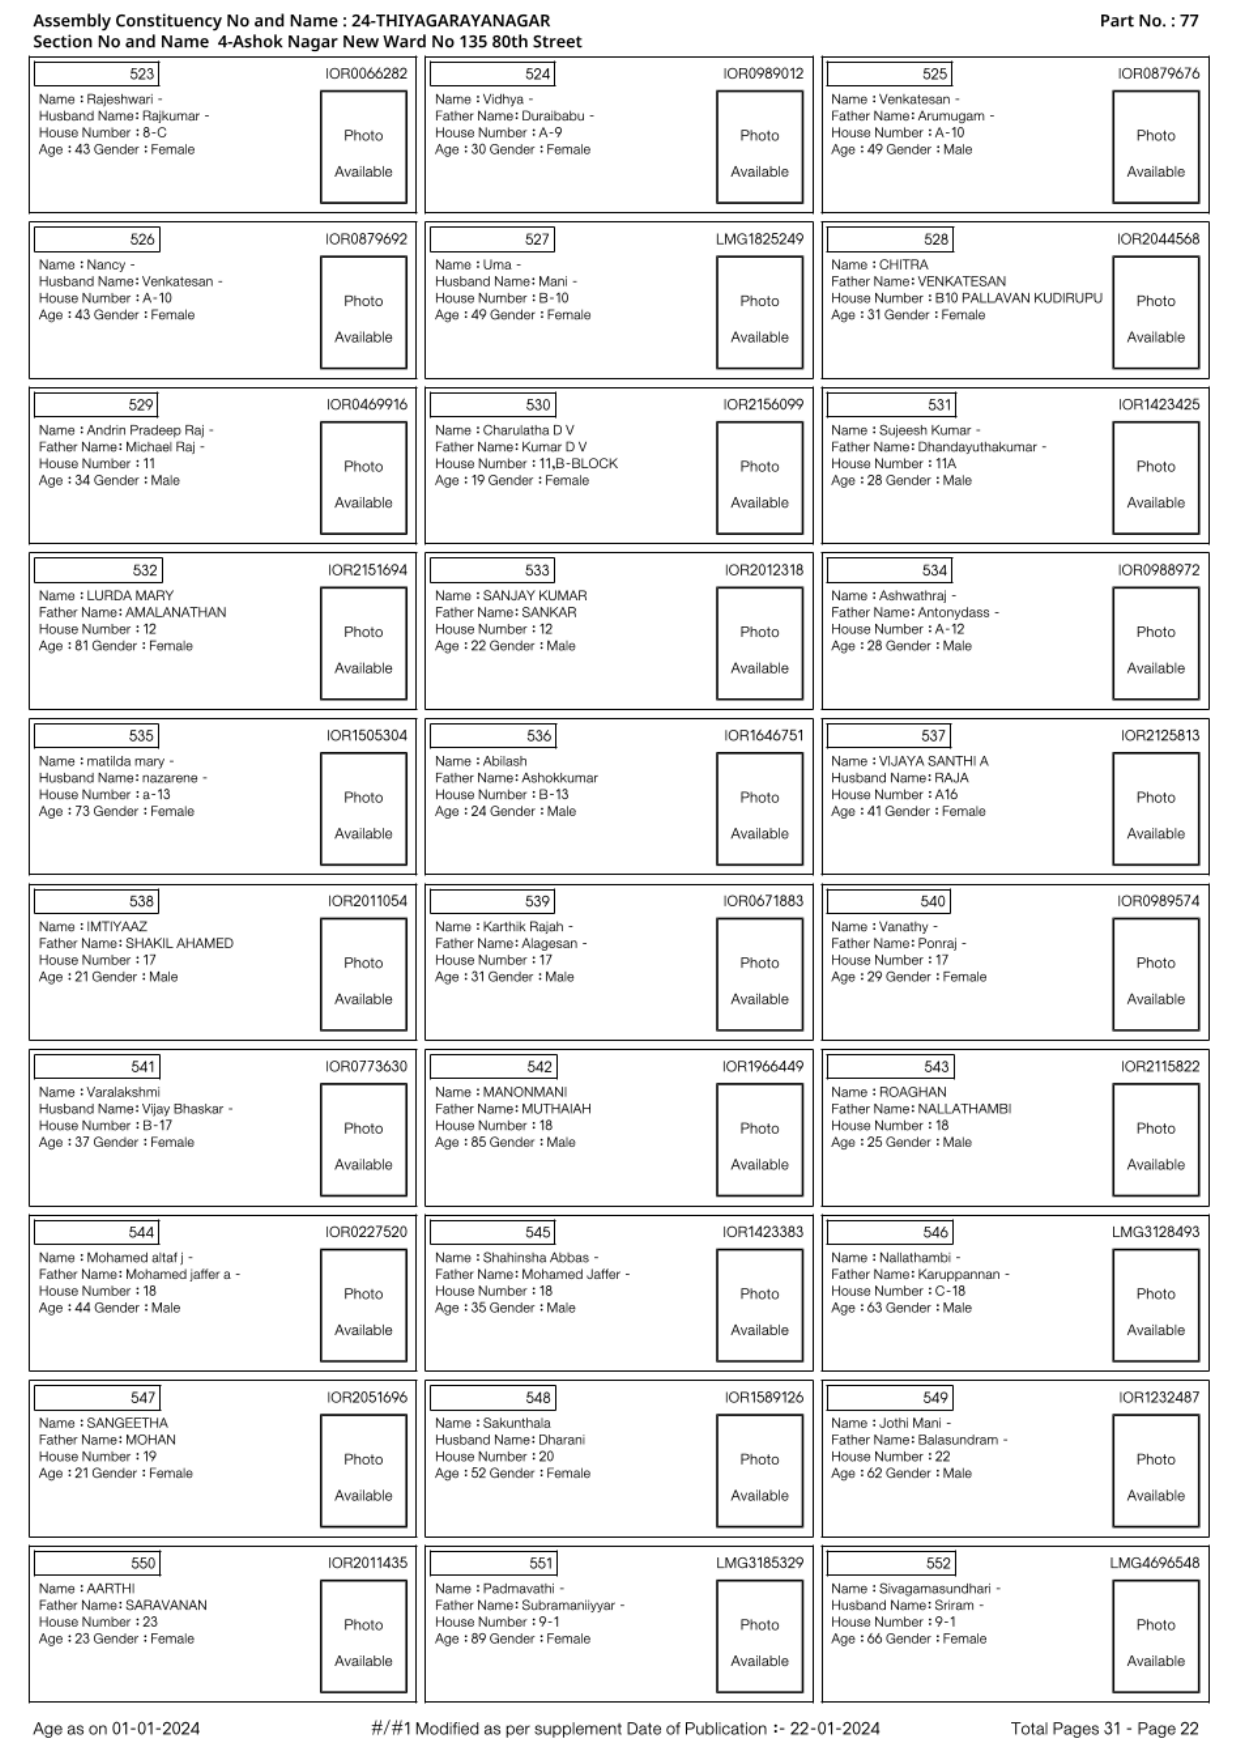 Assembly Constituency No and Name : 24-THIYAGARAYANAGAR
Part No. : 77
Section No and Name 4-Ashok Nagar New Ward No 135 80th Street
523
IOR0066282
Name : Rajeshwari -
Husband Name: Rajkumar -
House Number : 8-C
Age : 43 Gender : Female
Photo
Available
524
IOR0989012
Name : Vidhya -
Father Name: Duraibabu -
House Number : A-9
Age : 30 Gender : Female
Photo
Available
525
IOR0879676
Name : Venkatesan -
Father Name: Arumugam -
House Number : A-10
Age : 49 Gender : Male
Photo
Available
526
IOR0879692
Name : Nancy -
Husband Name: Venkatesan -
House Number : A-10
Age : 43 Gender : Female
Photo
Available
527
LMG1825249
Name : Uma -
Husband Name: Mani -
House Number : B-10
Age : 49 Gender : Female
Photo
Available
528
IOR2044568
Name : CHITRA
Father Name: VENKATESAN
House Number : B10 PALLAVAN KUDIRUPU
Age : 31 Gender : Female
Photo
Available
529
IOR0469916
Name : Andrin Pradeep Raj -
Father Name: Michael Raj -
House Number : 11
Age : 34 Gender : Male
Photo
Available
530
IOR2156099
Name : Charulatha D V
Father Name: Kumar D V
House Number : 11,B-BLOCK
Age : 19 Gender : Female
Photo
Available
531
IOR1423425
Name : Sujeesh Kumar -
Father Name: Dhandayuthakumar -
House Number : 11A
Age : 28 Gender : Male
Photo
Available
532
IOR2151694
Name : LURDA MARY
Father Name: AMALANATHAN
House Number : 12
Age : 81 Gender : Female
Photo
Available
533
IOR2012318
Name : SANJAY KUMAR
Father Name: SANKAR
House Number : 12
Age : 22 Gender : Male
Photo
Available
534
IOR0988972
Name : Ashwathraj -
Father Name: Antonydass -
House Number : A-12
Age : 28 Gender : Male
Photo
Available
535
IOR1505304
Name : matilda mary -
Husband Name: nazarene -
House Number : a-13
Age : 73 Gender : Female
Photo
Available
536
IOR1646751
Name : Abilash
Father Name: Ashokkumar
House Number : B-13
Age : 24 Gender : Male
Photo
Available
537
IOR2125813
Name : VIJAYA SANTHI A
Husband Name: RAJA
House Number : A16
Age : 41 Gender : Female
Photo
Available
538
IOR2011054
Name : IMTIYAAZ
Father Name: SHAKIL AHAMED
House Number : 17
Age : 21 Gender : Male
Photo
Available
539
IOR0671883
Name : Karthik Rajah -
Father Name: Alagesan -
House Number : 17
Age : 31 Gender : Male
Photo
Available
540
IOR0989574
Name : Vanathy -
Father Name: Ponraj -
House Number : 17
Age : 29 Gender : Female
Photo
Available
541
IOR0773630
Name : Varalakshmi
Husband Name: Vijay Bhaskar -
House Number : B-17
Age : 37 Gender : Female
Photo
Available
542
IOR1966449
Name : MANONMANI
Father Name: MUTHAIAH
House Number : 18
Age : 85 Gender : Male
Photo
Available
543
IOR2115822
Name : ROAGHAN
Father Name: NALLATHAMBI
House Number : 18
Age : 25 Gender : Male
Photo
Available
544
IOR0227520
Name : Mohamed altaf j -
Father Name: Mohamed jaffer a -
House Number : 18
Age : 44 Gender : Male
Photo
Available
545
IOR1423383
Name : Shahinsha Abbas -
Father Name: Mohamed Jaffer -
House Number : 18
Age : 35 Gender : Male
Photo
Available
546
LMG3128493
Name : Nallathambi -
Father Name: Karuppannan -
House Number : C-18
Age : 63 Gender : Male
Photo
Available
547
IOR2051696
Name : SANGEETHA
Father Name: MOHAN
House Number : 19
Age : 21 Gender : Female
Photo
Available
548
IOR1589126
Name : Sakunthala
Husband Name: Dharani
House Number : 20
Age : 52 Gender : Female
Photo
Available
549
IOR1232487
Name : Jothi Mani -
Father Name: Balasundram -
House Number : 22
Age : 62 Gender : Male
Photo
Available
550
IOR2011435
Name : AARTHI
Father Name: SARAVANAN
House Number : 23
Age : 23 Gender : Female
Photo
Available
551
LMG3185329
Name : Padmavathi -
Father Name: Subramaniiyyar -
House Number : 9-1
Age : 89 Gender : Female
Photo
Available
552
LMG4696548
Name : Sivagamasundhari -
Husband Name: Sriram -
House Number : 9-1
Age : 66 Gender : Female
Photo
Available
Age as on 01-01-2024
#/#1 Modified as per supplement Date of Publication :- 22-01-2024
Total Pages 31 - Page 22